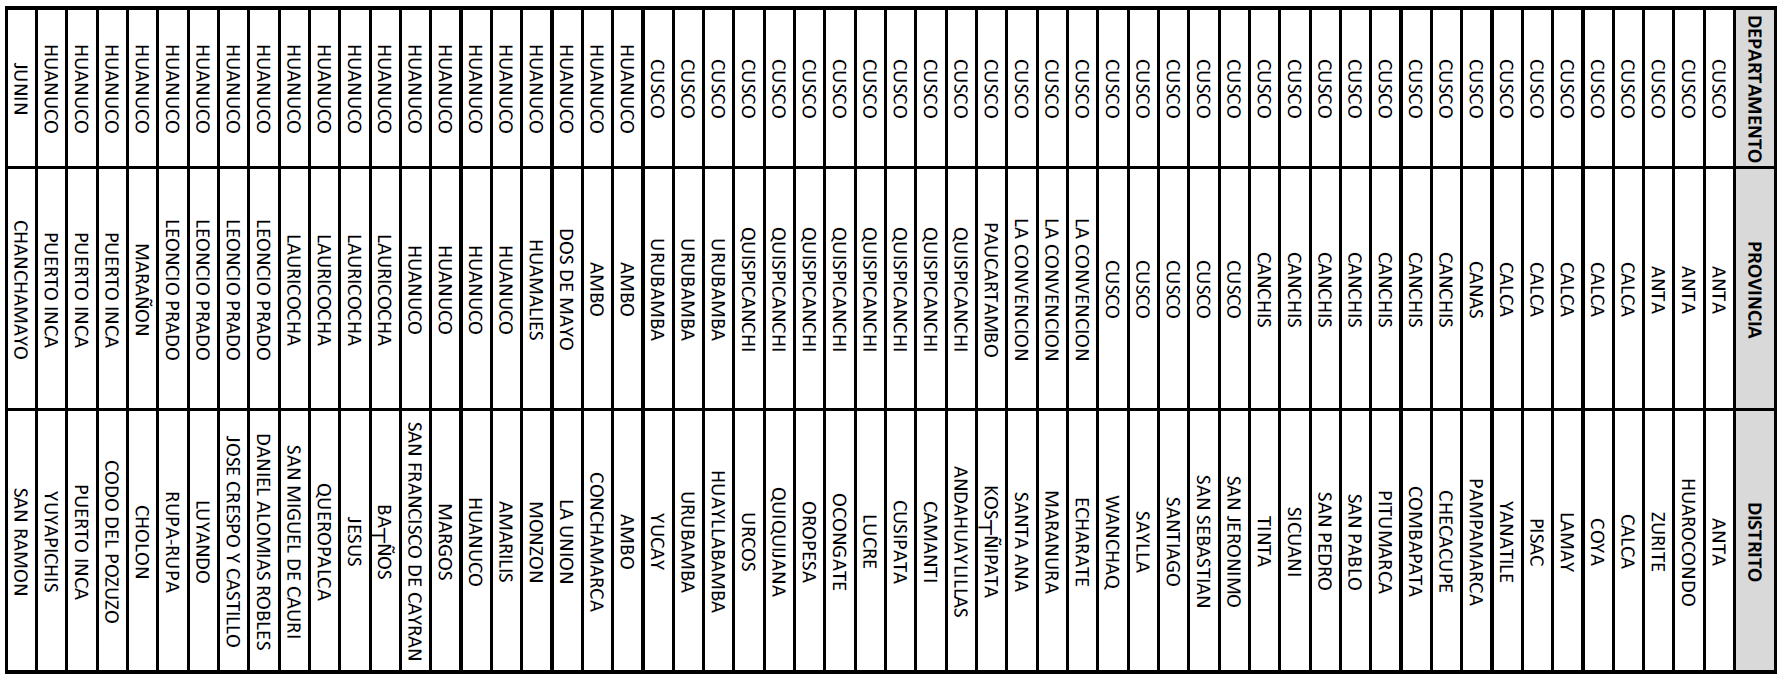 DEPARTAMENTO PROVINCIA DISTRITO
CUSCO ANTA ANTA
CUSCO ANTA HUAROCONDO
CUSCO ANTA ZURITE
CUSCO CALCA CALCA
CUSCO CALCA COYA
CUSCO CALCA LAMAY
CUSCO CALCA PISAC
CUSCO CALCA YANATILE
CUSCO CANAS PAMPAMARCA
CUSCO CANCHIS CHECACUPE
CUSCO CANCHIS COMBAPATA
CUSCO CANCHIS PITUMARCA
CUSCO CANCHIS SAN PABLO
CUSCO CANCHIS SAN PEDRO
CUSCO CANCHIS SICUANI
CUSCO CANCHIS TINTA
CUSCO CUSCO SAN JERONIMO
CUSCO CUSCO SAN SEBASTIAN
CUSCO CUSCO SANTIAGO
CUSCO CUSCO SAYLLA
CUSCO CUSCO WANCHAQ
CUSCO LA CONVENCION ECHARATE
CUSCO LA CONVENCION MARANURA
CUSCO LA CONVENCION SANTA ANA
CUSCO PAUCARTAMBO KOS┬ÑIPATA
CUSCO QUISPICANCHI ANDAHUAYLILLAS
CUSCO QUISPICANCHI CAMANTI
CUSCO QUISPICANCHI CUSIPATA
CUSCO QUISPICANCHI LUCRE
CUSCO QUISPICANCHI OCONGATE
CUSCO QUISPICANCHI OROPESA
CUSCO QUISPICANCHI QUIQUIJANA
CUSCO QUISPICANCHI URCOS
CUSCO URUBAMBA HUAYLLABAMBA
CUSCO URUBAMBA URUBAMBA
CUSCO URUBAMBA YUCAY
HUANUCO AMBO AMBO
HUANUCO AMBO CONCHAMARCA
HUANUCO DOS DE MAYO LA UNION
HUANUCO HUAMALIES MONZON
HUANUCO HUANUCO AMARILIS
HUANUCO HUANUCO HUANUCO
HUANUCO HUANUCO MARGOS
HUANUCO HUANUCO SAN FRANCISCO DE CAYRAN
HUANUCO LAURICOCHA BA┬ÑOS
HUANUCO LAURICOCHA JESUS
HUANUCO LAURICOCHA QUEROPALCA
HUANUCO LAURICOCHA SAN MIGUEL DE CAURI
HUANUCO LEONCIO PRADO DANIEL ALOMIAS ROBLES
HUANUCO LEONCIO PRADO JOSE CRESPO Y CASTILLO
HUANUCO LEONCIO PRADO LUYANDO
HUANUCO LEONCIO PRADO RUPA-RUPA
HUANUCO MARAÑON CHOLON
HUANUCO PUERTO INCA CODO DEL POZUZO
HUANUCO PUERTO INCA PUERTO INCA
HUANUCO PUERTO INCA YUYAPICHIS
JUNIN CHANCHAMAYO SAN RAMON